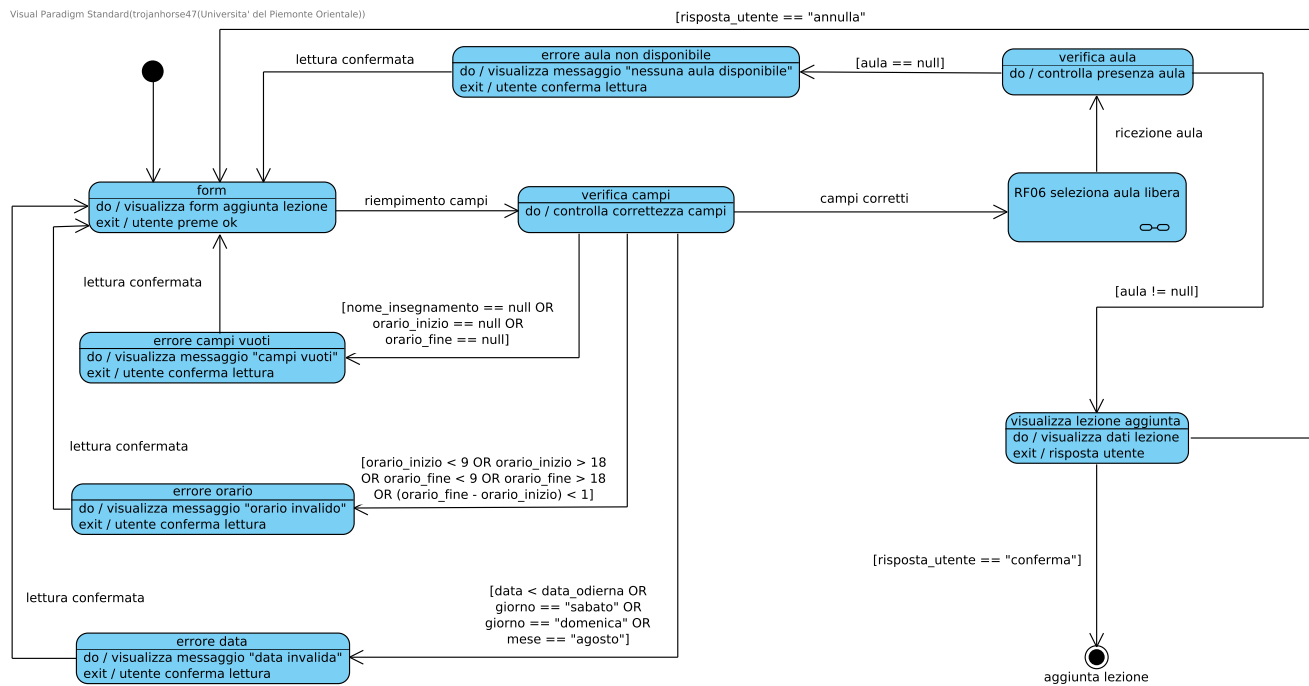 Visual Paradigm Standard(trojanhorse47(Universita' del Piemonte Orientale))
[risposta_utente == "annulla"
lettura confermata
errore aula non disponibile
do / visualizza messaggio "nessuna aula disponibile"
exit / utente conferma lettura
[aula == null]
verifica aula
do / controlla presenza aula
ricezione aula
form
do / visualizza form aggiunta lezione
exit / utente preme ok
riempimento campi
verifica campi
do / controlla correttezza campi
campi corretti
RF06 seleziona aula libera
lettura confermata
[nome_insegnamento == null OR
orario_inizio == null OR
orario_fine == null]
[aula != null]
errore campi vuoti
do / visualizza messaggio "campi vuoti"
exit / utente conferma lettura
visualizza lezione aggiunta
do / visualizza dati lezione
exit / risposta utente
lettura confermata
[orario_inizio < 9 OR orario_inizio > 18
OR orario_fine < 9 OR orario_fine > 18
OR (orario_fine - orario_inizio) < 1]
errore orario
do / visualizza messaggio "orario invalido"
exit / utente conferma lettura
[risposta_utente == "conferma"]
lettura confermata
[data < data_odierna OR
giorno == "sabato" OR
giorno == "domenica" OR
mese == "agosto"]
errore data
do / visualizza messaggio "data invalida"
exit / utente conferma lettura
aggiunta lezione